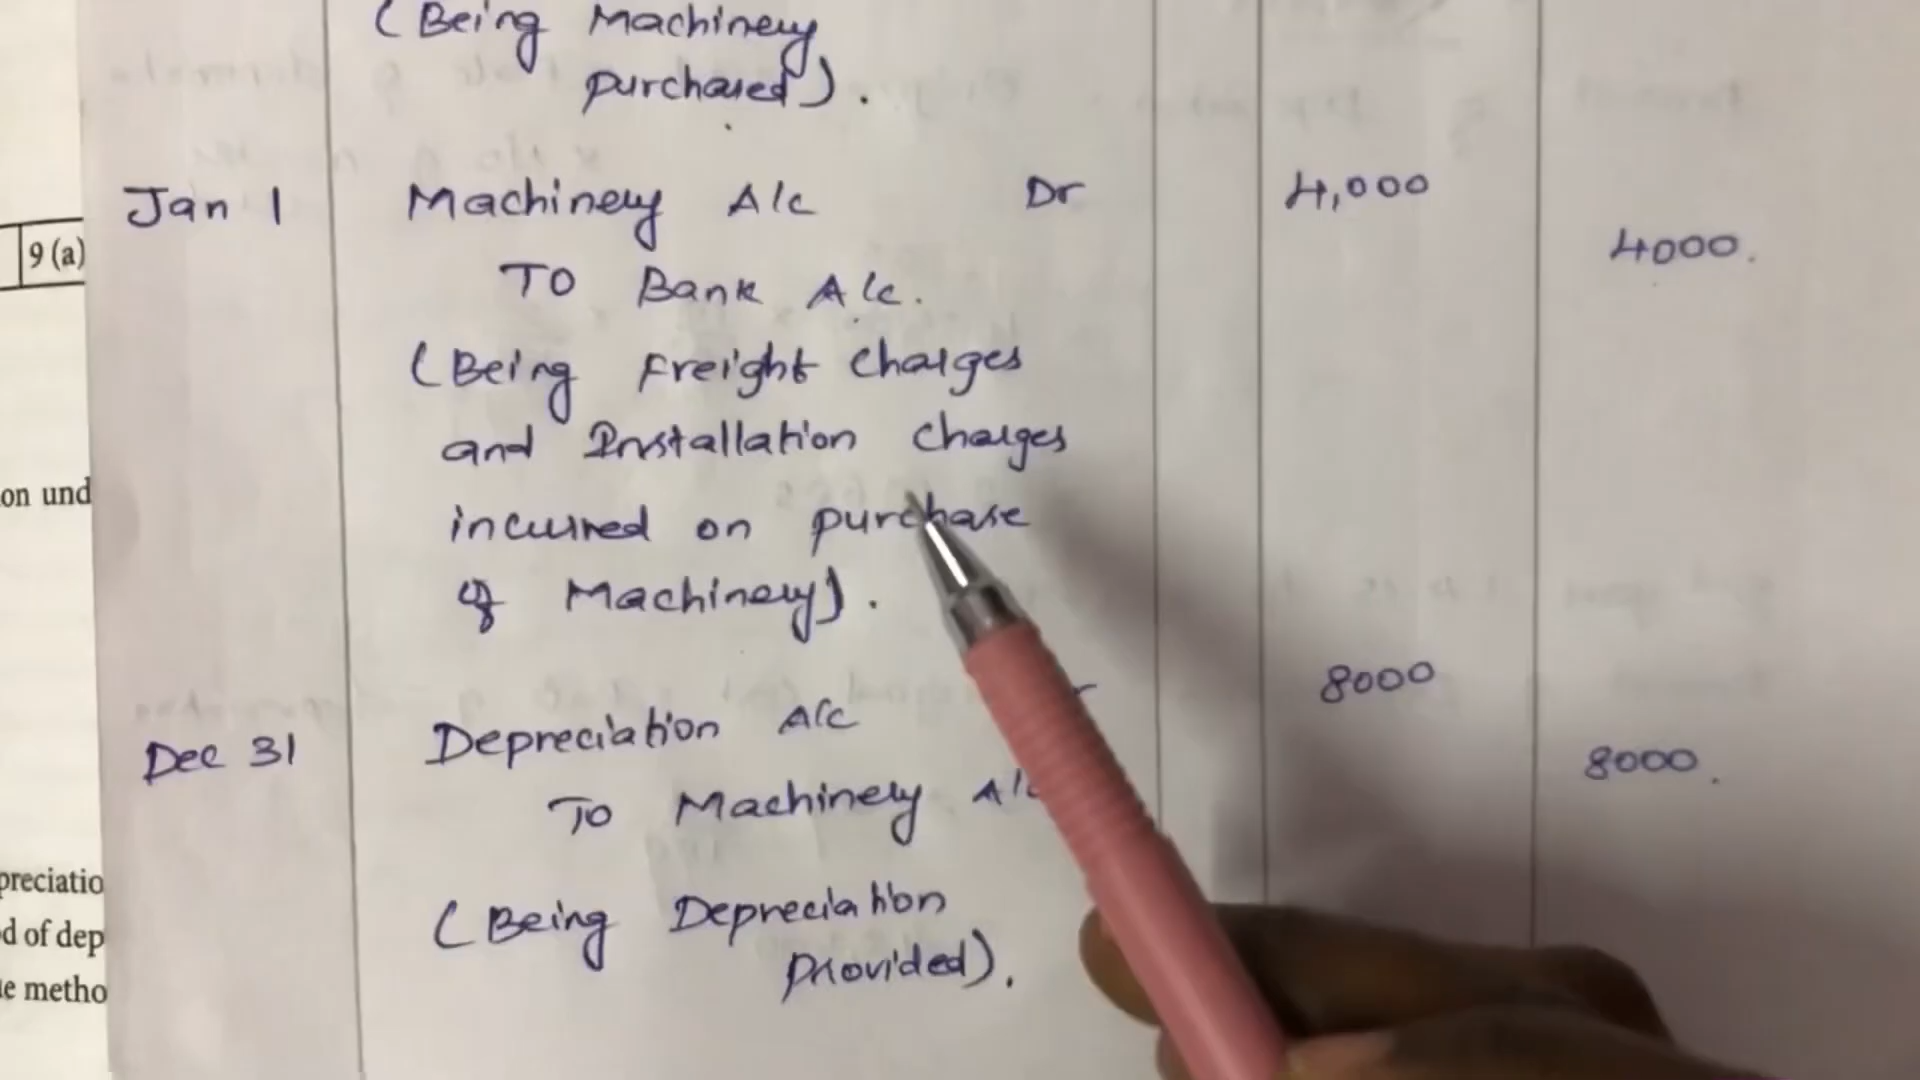 (Being Machinery
purchased).
Jan 1 Machinery A/c Dr 4,000
To Bank A/c. 4000.
(Being Freight charges
and Installation charges
incurred on purchase
of Machinery).
Depreciation A/c 8000
Dec 31
To Machinery A/c 8000.
(Being Depreciation
provided).
9 (a)
on und
preciatio
d of dep
e metho